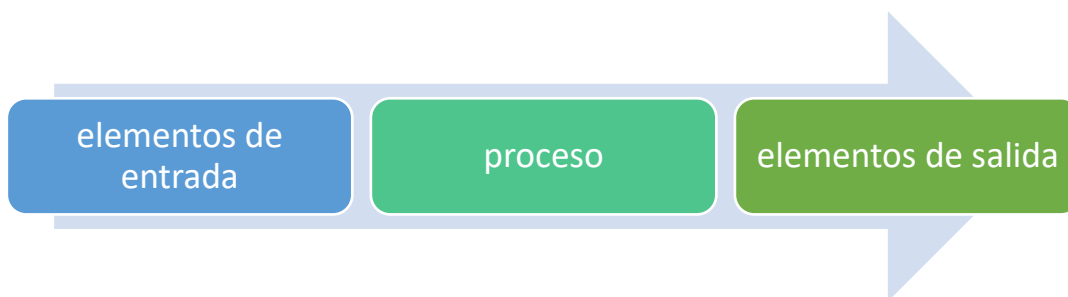 elementos de
entrada
proceso
elementos de salida